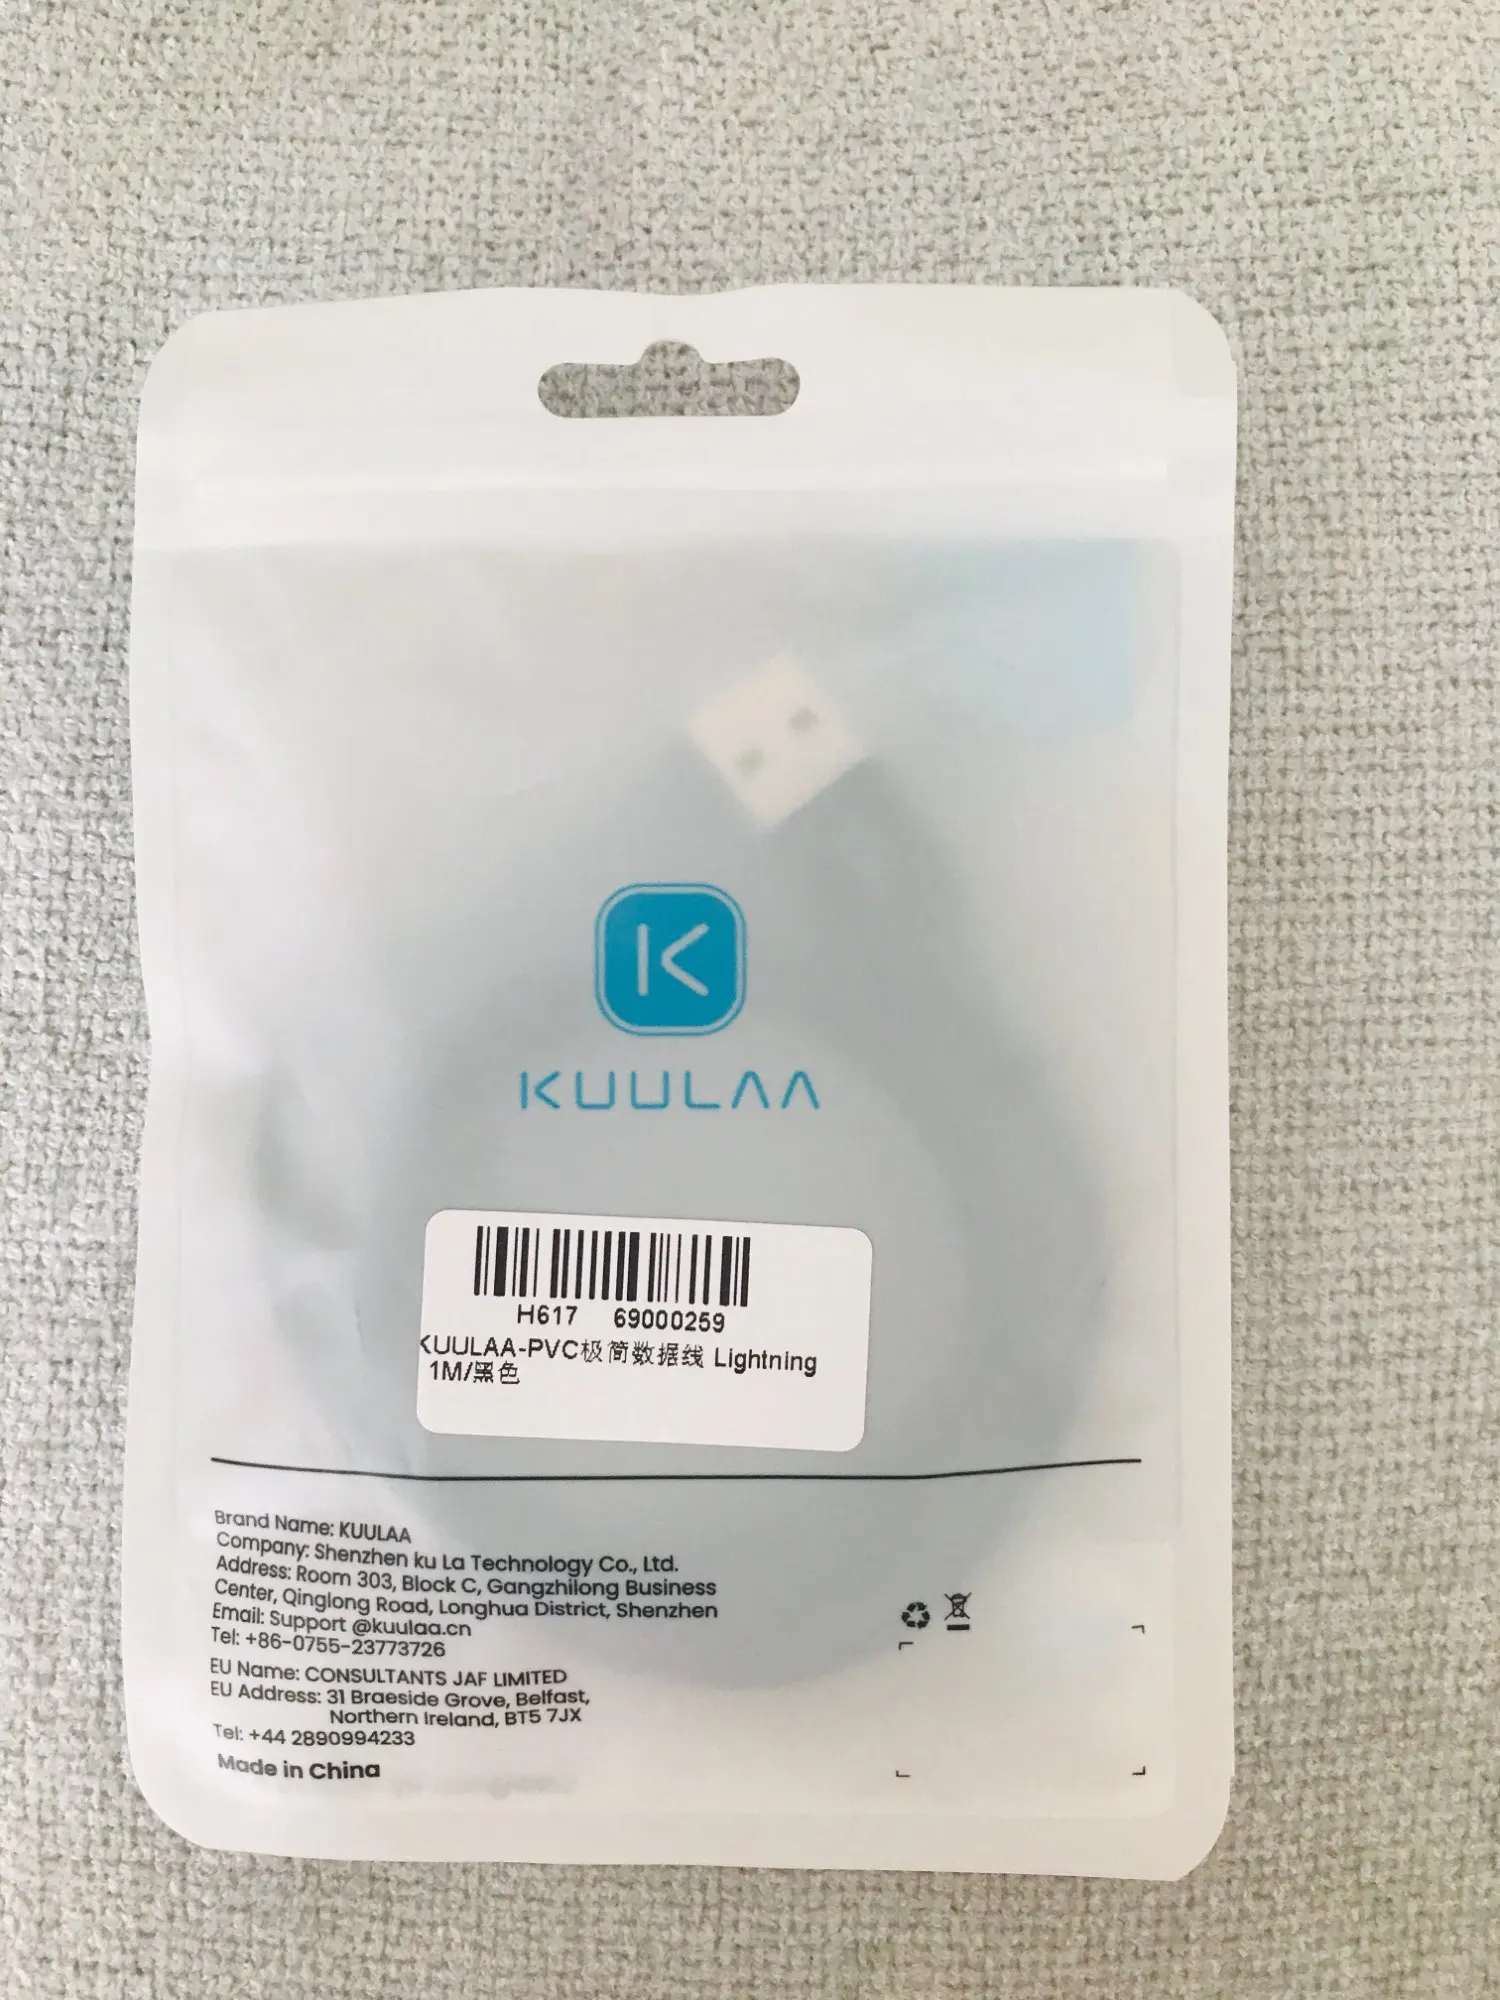 K
KUULAA
H617 69000259
KUULAA-PVC极简数据线 Lightning
1M/黑色
Brand Name: KUULAA
Company: Shenzhen ku La Technology Co., Ltd.
Address: Room 303, Block C, Gangzhilong Business
Center, Qinglong Road, Longhua District, Shenzhen
Email: Support @kuulaa.cn
Tel: +86-0755-23773726
EU Name: CONSULTANTS JAF LIMITED
EU Address: 31 Braeside Grove, Belfast,
Northern Ireland, BT5 7JX
Tel: +44 2890994233
Made in China